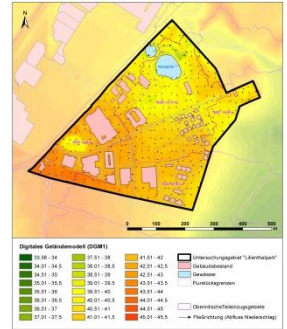 0 100 200 300 400 500
m
Digitales Geländemodell (DGM1)
33,58 - 34
34,01 - 34,5
34,51 - 35
35,01 - 35,5
35,51 - 36
36,01 - 36,5
36,51 - 37
37,01 - 37,5
37,51 - 38
38,01 - 38,5
38,51 - 39
39,01 - 39,5
39,51 - 40
40,01 - 40,5
40,51 - 41
41,01 - 41,5
41,51 - 42
42,01 - 42,5
42,51 - 43
43,01 - 43,5
43,51 - 44
44,01 - 44,5
44,51 - 45
45,01 - 45,5
Untersuchungsgebiet "Lilienthalpark"
Gebäudebestand
Gewässer
Flurstücksgrenzen
Oberirdische Teileinzugsgebiete
Fließrichtung (Abfluss Niederschlag)